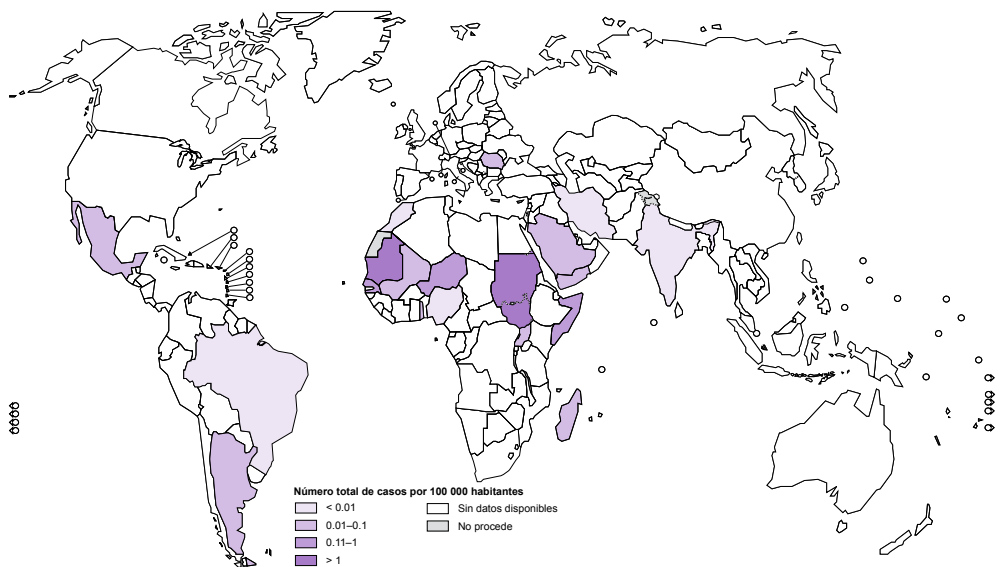 Número total de casos por 100 000 habitantes
< 0.01
0.01–0.1
0.11–1
> 1
Sin datos disponibles
No procede